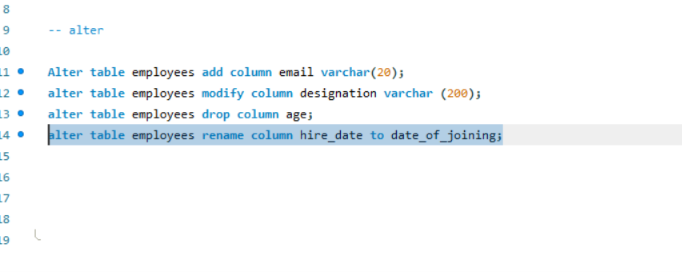 8
9 -- alter
10
11 Alter table employees add column email varchar(20);
12 alter table employees modify column designation varchar (200);
13 alter table employees drop column age;
14 alter table employees rename column hire_date to date_of_joining;
15
16
17
18
19